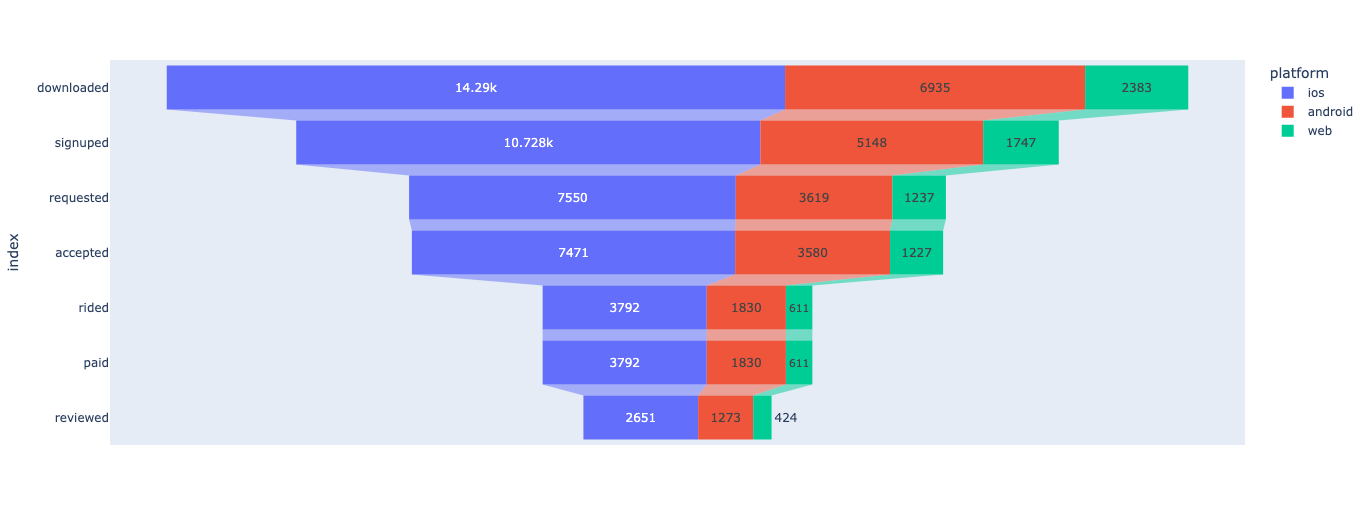 downloaded 14.29k 6935 2383
signuped 10.728k 5148 1747
requested 7550 3619 1237
accepted 7471 3580 1227
rided 3792 1830 611
paid 3792 1830 611
reviewed 2651 1273 424
index
platform
ios
android
web